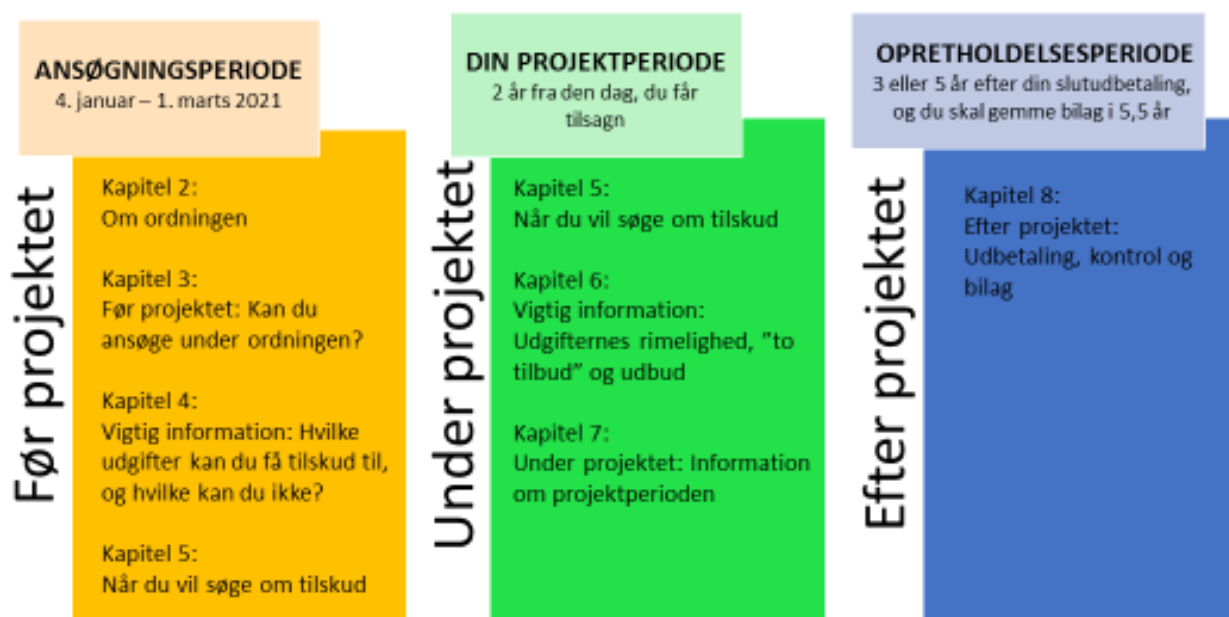 ANSØGNINGSPERIODE
4. januar – 1. marts 2021
Før projektet
Kapitel 2:
Om ordningen
Kapitel 3:
Før projektet: Kan du
ansøge under ordningen?
Kapitel 4:
Vigtig information: Hvilke
udgifter kan du få tilskud til,
og hvilke kan du ikke?
Kapitel 5:
Når du vil søge om tilskud
DIN PROJEKTPERIODE
2 år fra den dag, du får
tilsagn
Under projektet
Kapitel 5:
Når du vil søge om tilskud
Kapitel 6:
Vigtig information:
Udgifternes rimelighed, ”to
tilbud” og udbud
Kapitel 7:
Under projektet: Information
om projektperioden
OPRETHOLDELSESPERIODE
3 eller 5 år efter din slutudbetaling,
og du skal gemme bilag i 5,5 år
Efter projektet
Kapitel 8:
Efter projektet:
Udbetaling, kontrol og
bilag